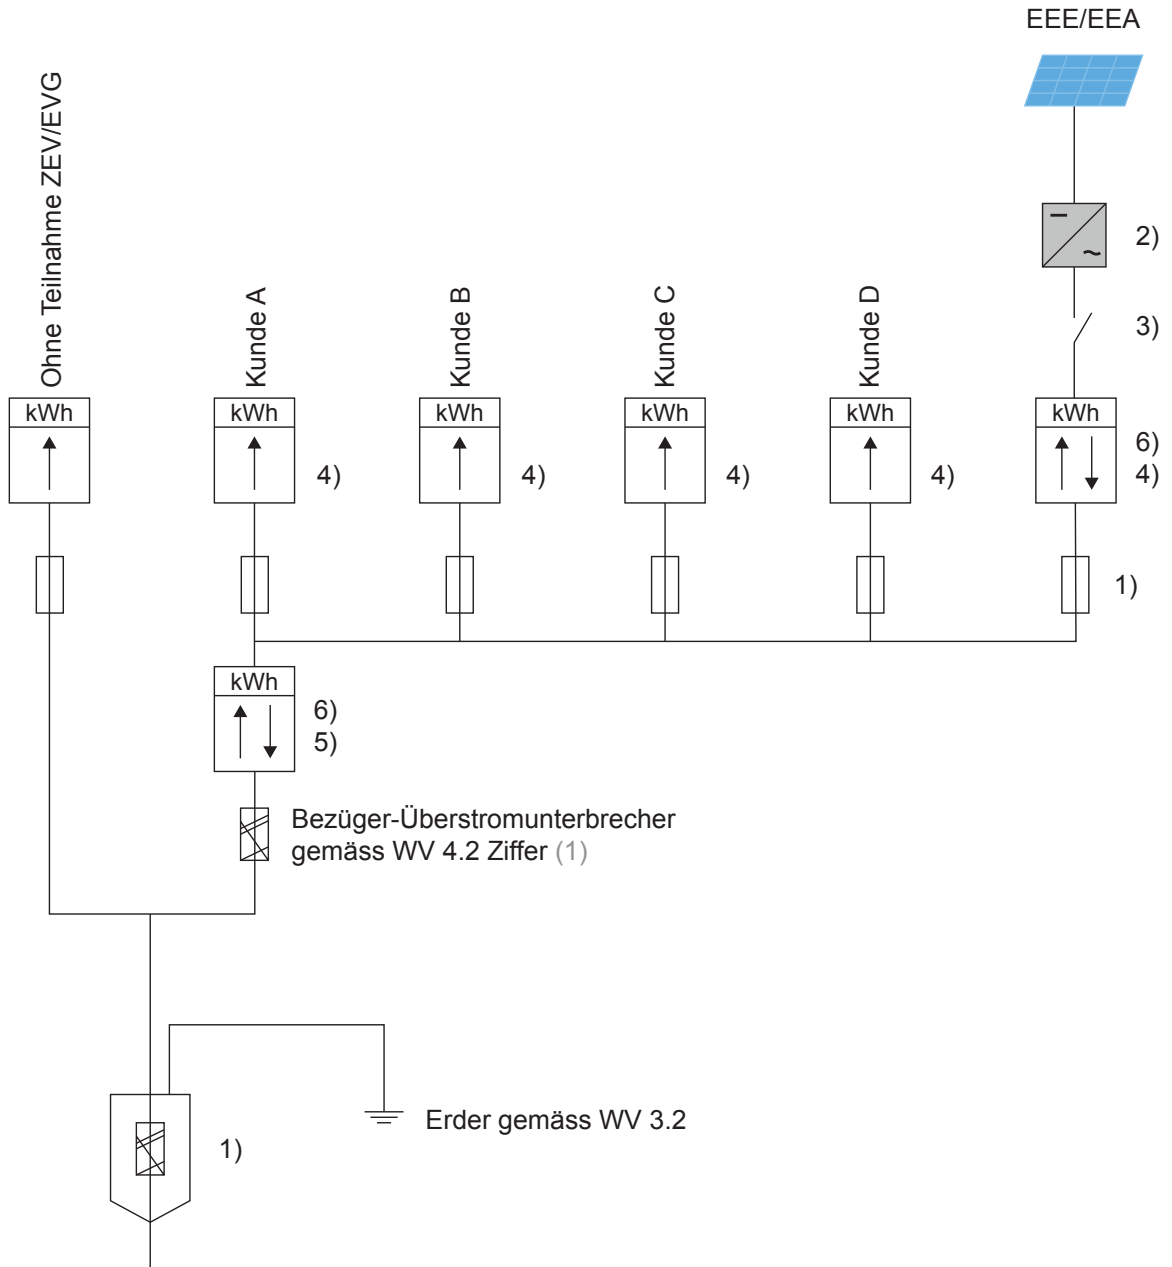 EEE/EEA
Ohne Teilnahme ZEV/EVG
Kunde A
Kunde B
Kunde C
Kunde D
2)
3)
kWh
kWh
kWh
kWh
kWh
kWh
4)
4)
4)
4)
6)
4)
1)
kWh
6)
5)
Bezüger-Überstromunterbrecher
gemäss WV 4.2 Ziffer (1)
Erder gemäss WV 3.2
1)